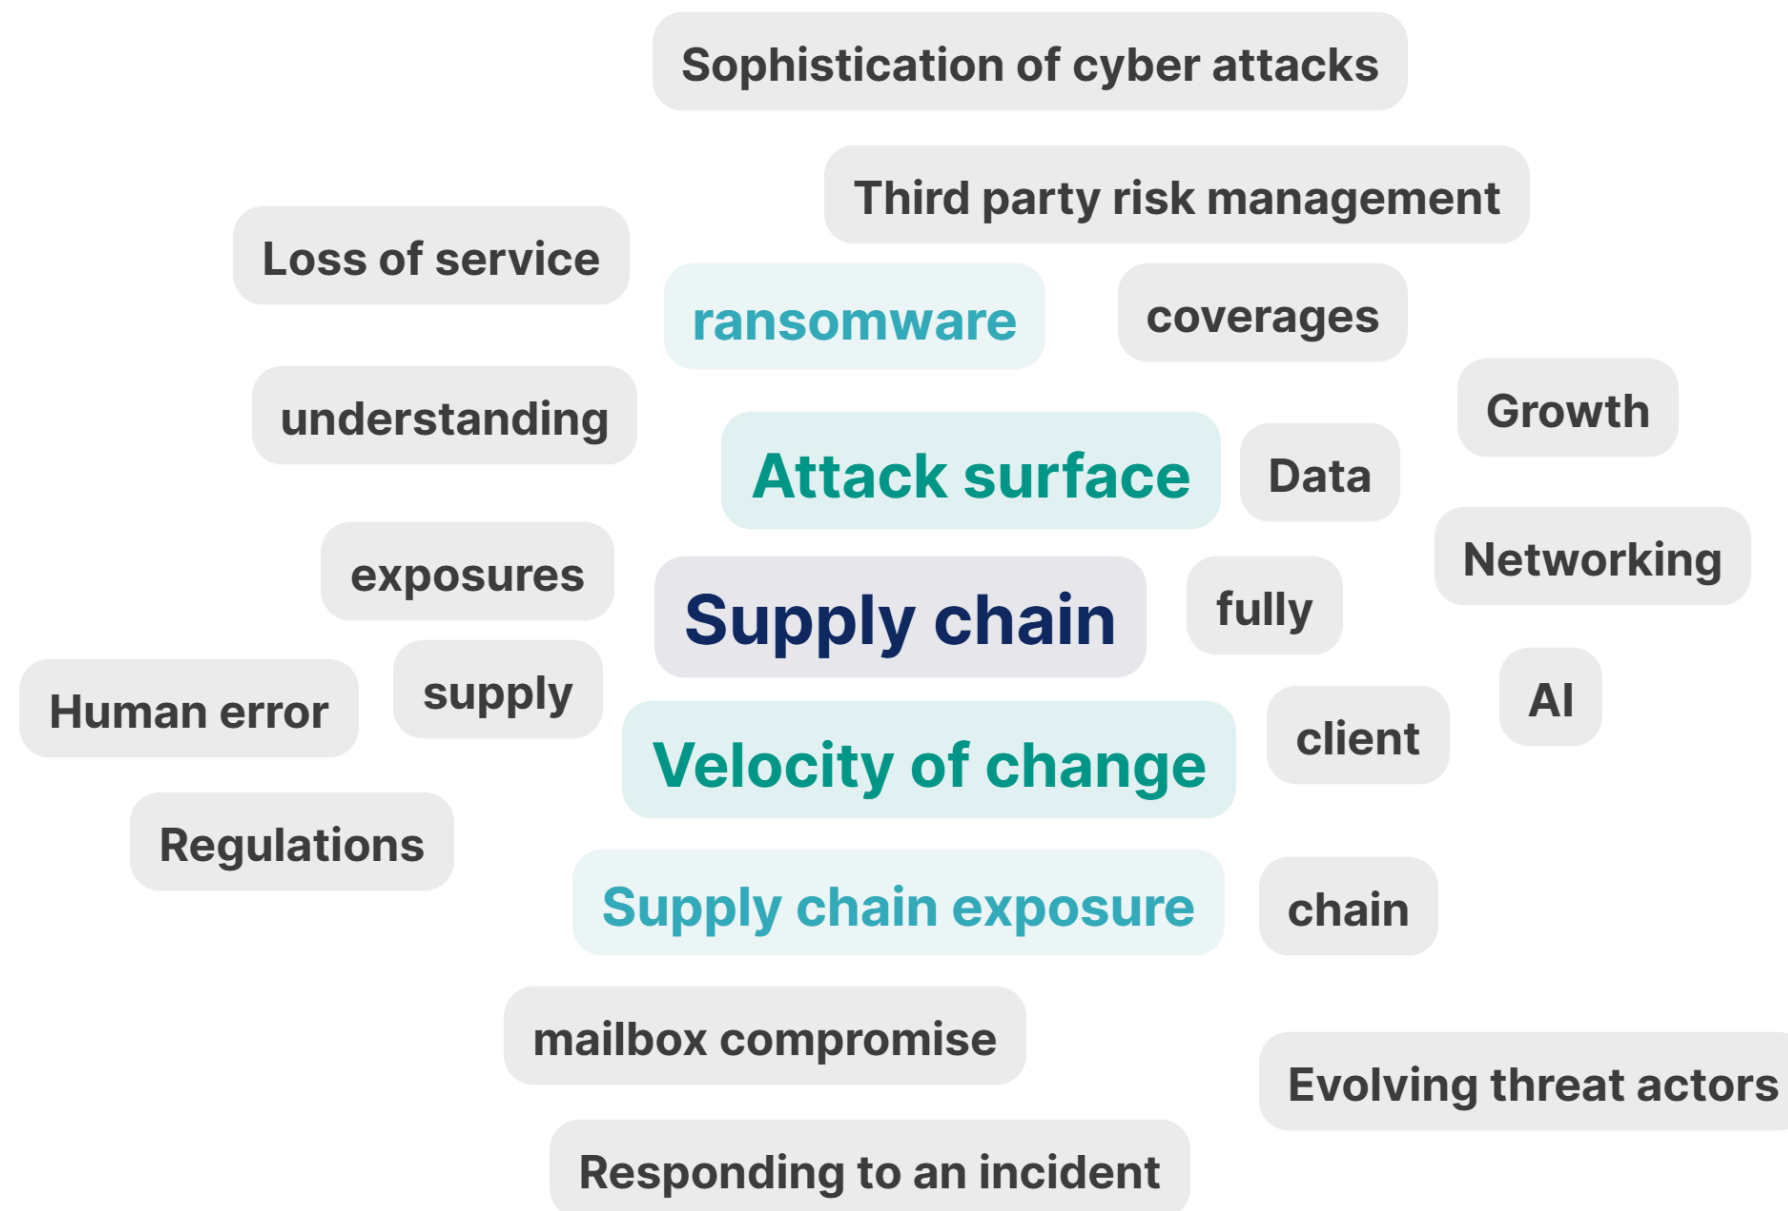 Sophistication of cyber attacks
Third party risk management
Loss of service
ransomware
coverages
understanding
Growth
Attack surface
Data
exposures
Networking
Supply chain
fully
Human error
supply
AI
Velocity of change
client
Regulations
Supply chain exposure
chain
mailbox compromise
Evolving threat actors
Responding to an incident